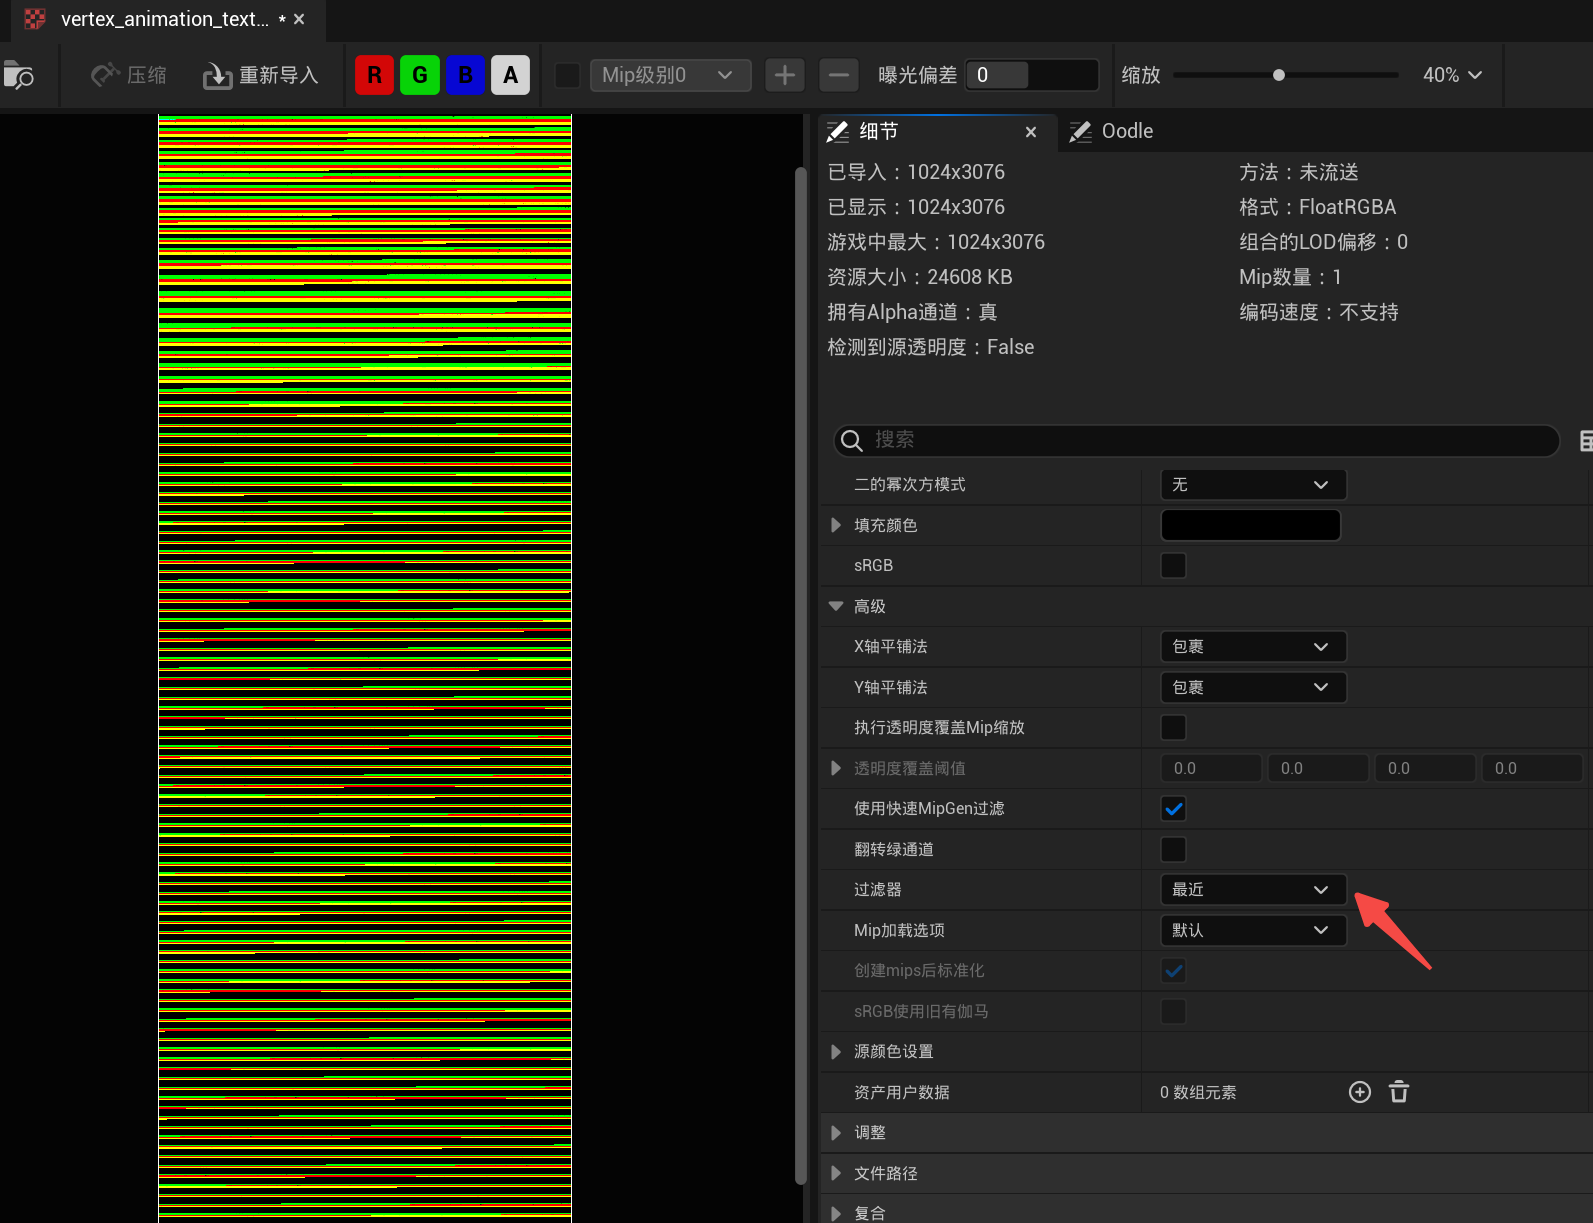 vertex_animation_text... *
压缩 重新导入 R G B A Mip级别0 曝光偏差 0 缩放 40%
细节 Oodle
已导入：1024x3076 方法：未流送
已显示：1024x3076 格式：FloatRGBA
游戏中最大：1024x3076 组合的LOD偏移：0
资源大小：24608 KB Mip数量：1
拥有Alpha通道：真 编码速度：不支持
检测到源透明度：False
搜索
二的幂次方模式 无
填充颜色
sRGB
高级
X轴平铺法 包裹
Y轴平铺法 包裹
执行透明度覆盖Mip缩放
透明度覆盖阈值 0.0 0.0 0.0 0.0
使用快速MipGen过滤
翻转绿通道
过滤器 最近
Mip加载选项 默认
创建mips后标准化
sRGB使用旧有伽马
源颜色设置
资产用户数据 0 数组元素
调整
文件路径
复合